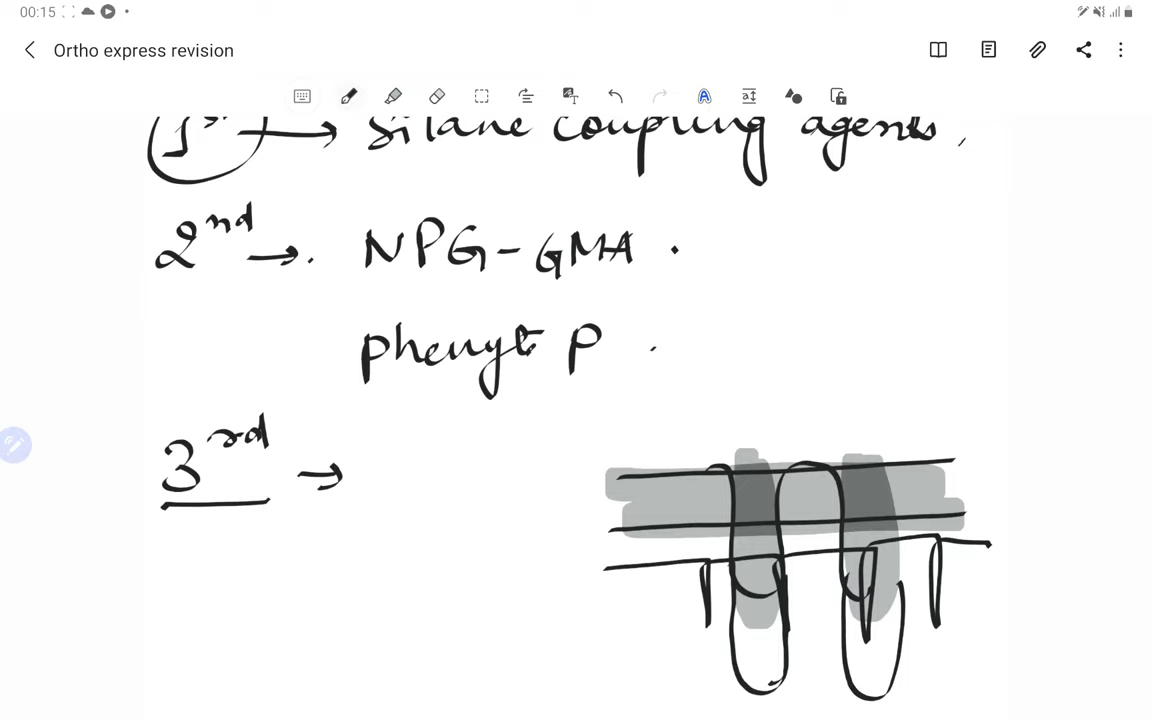 00:15
Ortho express revision
1st → Silane coupling agents,
2nd → . NPG-GMA .
phenyl P .
3rd →